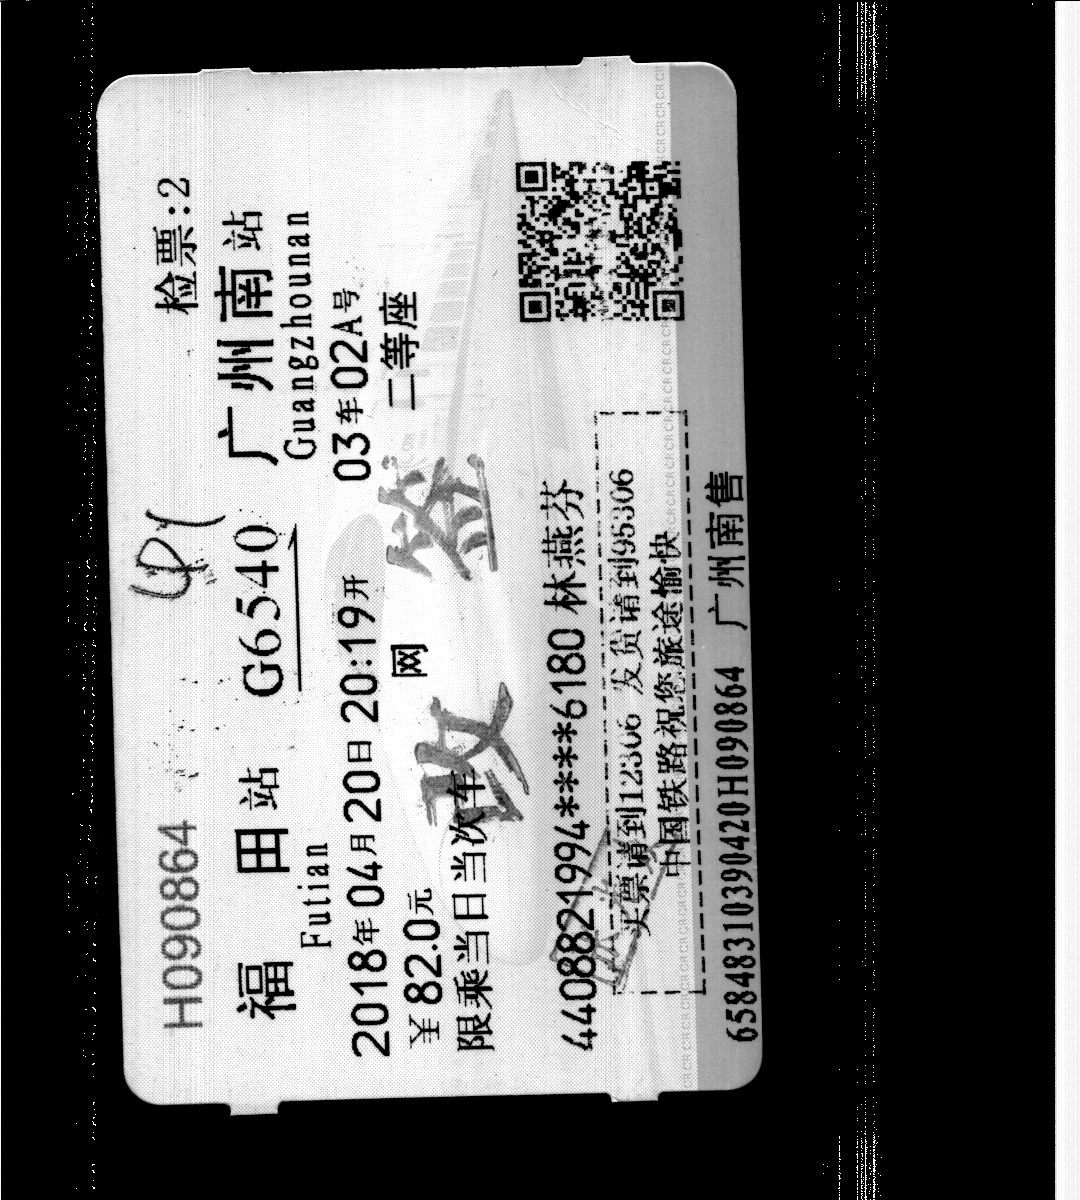 H090864
检票:2
福田站 G6540 广州南站
Futian Guangzhounan
2018年04月20日20:19开 03车02A号
¥82.0元 网 二等座
限乘当日当次车
4408821994****6180林燕芬
买票请到12306 发货请到95306
中国铁路祝您旅途愉快
65848310390420H090864 广州南售